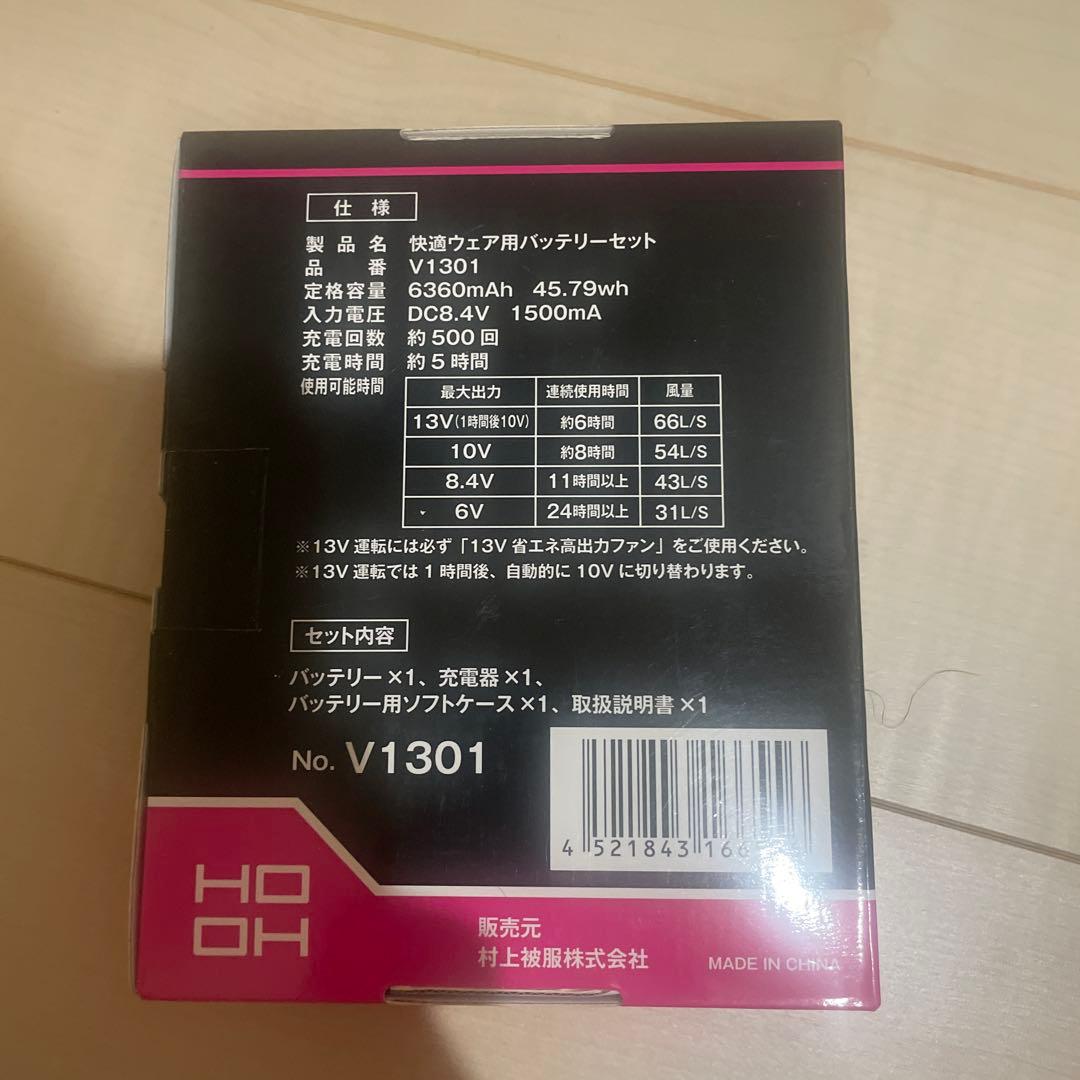 仕様
製品名 快適ウェア用バッテリーセット
品番 V1301
定格容量 6360mAh 45.79wh
入力電圧 DC8.4V 1500mA
充電回数 約500回
充電時間 約5時間
使用可能時間
最大出力 連続使用時間 風量
13V(1時間後10V) 約6時間 66L/S
10V 約8時間 54L/S
8.4V 11時間以上 43L/S
6V 24時間以上 31L/S
※13V運転には必ず「13V省エネ高出力ファン」をご使用ください。
※13V運転では1時間後、自動的に10Vに切り替わります。
セット内容
バッテリー×1、充電器×1、
バッテリー用ソフトケース×1、取扱説明書×1
No. V1301
4 521843 16
HO
OH
販売元
村上被服株式会社
MADE IN CHINA